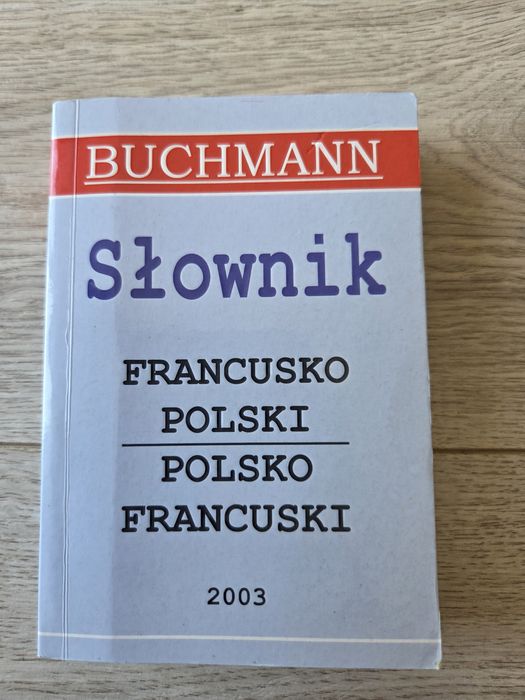 BUCHMANN
Słownik
FRANCUSKO
POLSKI
POLSKO
FRANCUSKI
2003